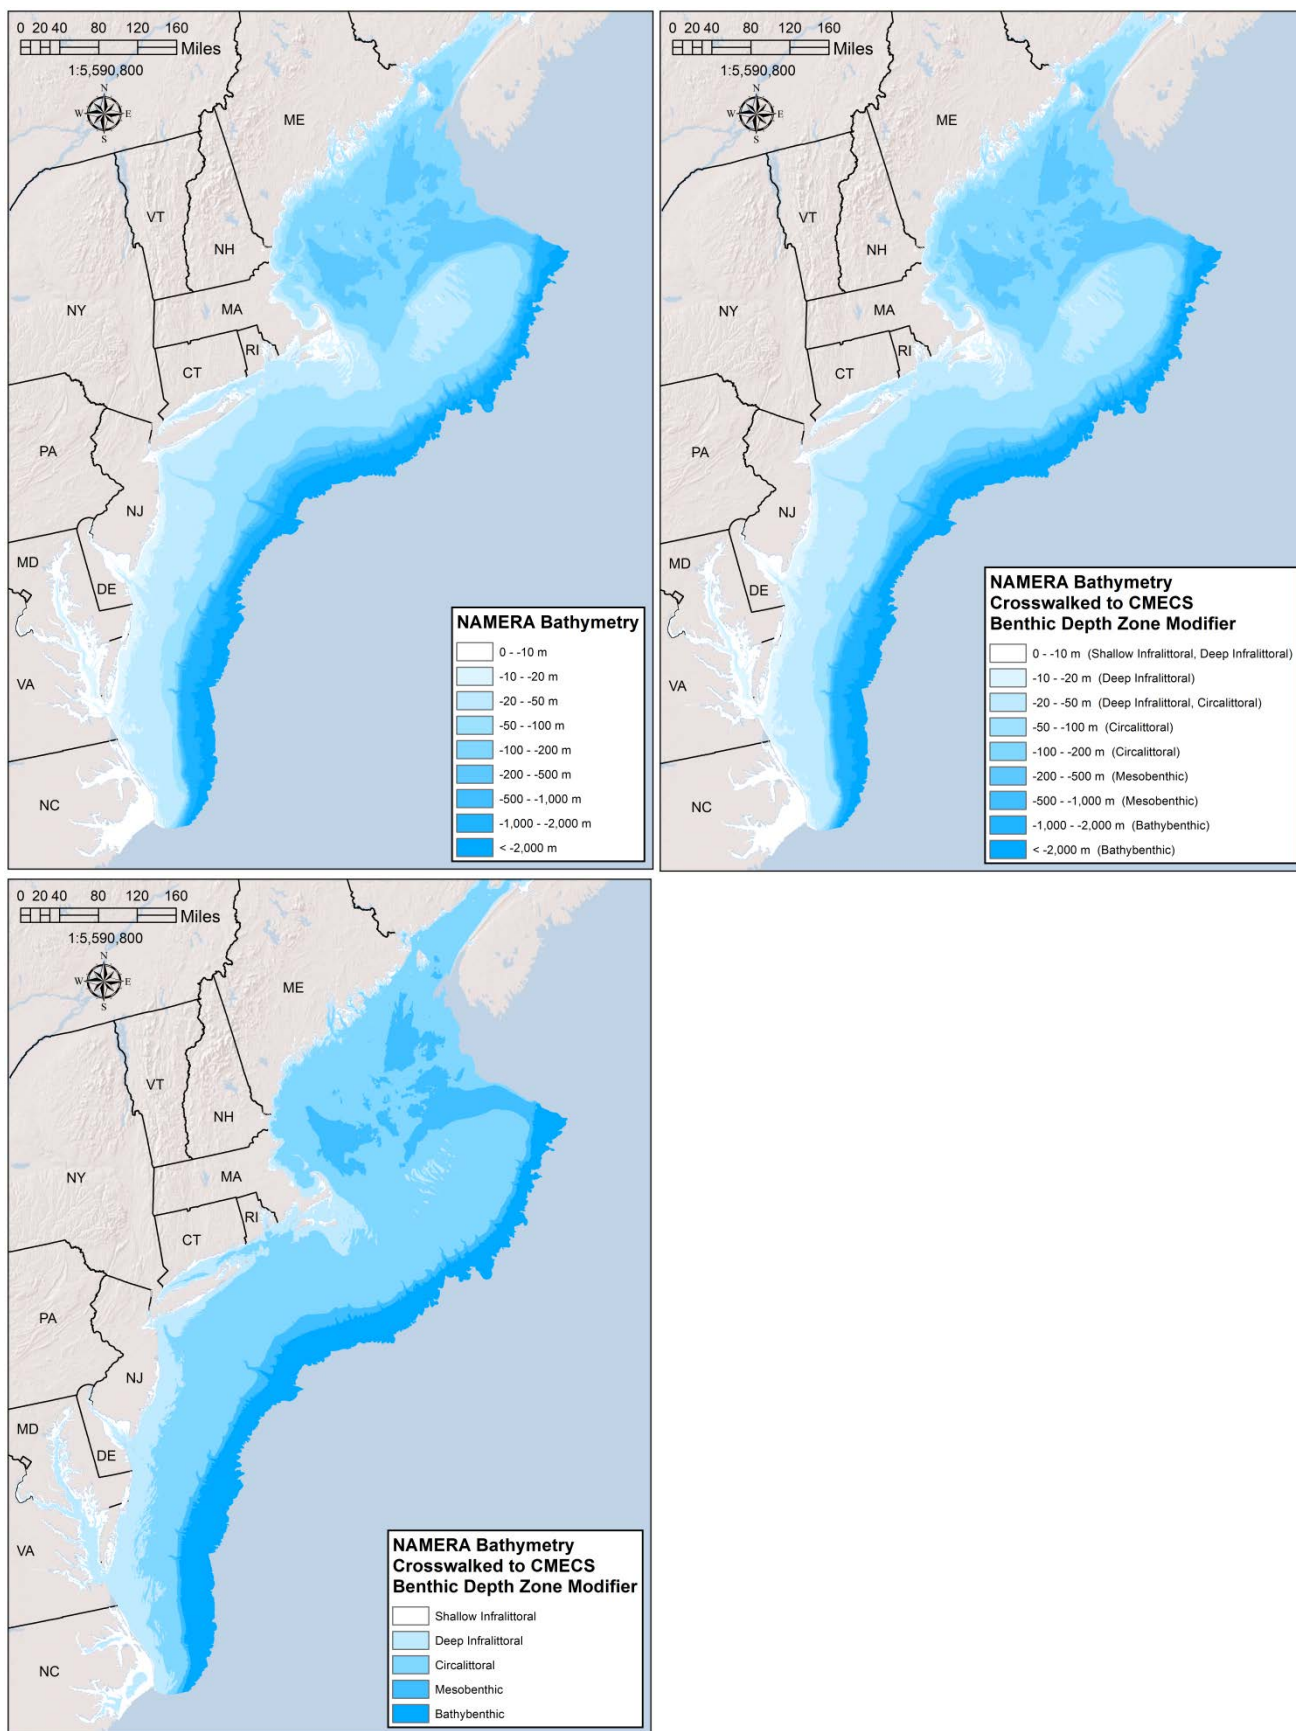 0 20 40 80 120 160
Miles
1:5,590,800
N
W E
S
ME
VT
NH
NY
MA
RI
CT
PA
NJ
MD
DE
VA
NC
NAMERA Bathymetry
0 - -10 m
-10 - -20 m
-20 - -50 m
-50 - -100 m
-100 - -200 m
-200 - -500 m
-500 - -1,000 m
-1,000 - -2,000 m
< -2,000 m
0 20 40 80 120 160
Miles
1:5,590,800
N
W E
S
ME
VT
NH
NY
MA
RI
CT
PA
NJ
MD
DE
VA
NC
NAMERA Bathymetry
Crosswalked to CMECS
Benthic Depth Zone Modifier
0 - -10 m (Shallow Infralittoral, Deep Infralittoral)
-10 - -20 m (Deep Infralittoral)
-20 - -50 m (Deep Infralittoral, Circalittoral)
-50 - -100 m (Circalittoral)
-100 - -200 m (Circalittoral)
-200 - -500 m (Mesobenthic)
-500 - -1,000 m (Mesobenthic)
-1,000 - -2,000 m (Bathybenthic)
< -2,000 m (Bathybenthic)
0 20 40 80 120 160
Miles
1:5,590,800
N
W E
S
ME
VT
NH
NY
MA
RI
CT
PA
NJ
MD
DE
VA
NC
NAMERA Bathymetry
Crosswalked to CMECS
Benthic Depth Zone Modifier
Shallow Infralittoral
Deep Infralittoral
Circalittoral
Mesobenthic
Bathybenthic